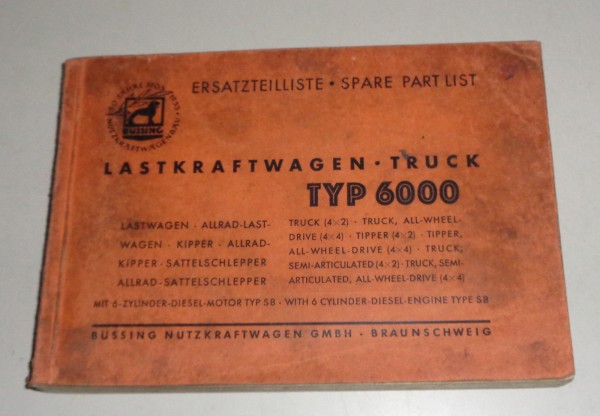 ERSATZTEILLISTE • SPARE PART LIST
BÜSSING
LASTKRAFTWAGEN · TRUCK
TYP 6000
LASTWAGEN · ALLRAD-LAST-
WAGEN · KIPPER · ALLRAD-
KIPPER · SATTELSCHLEPPER
ALLRAD-SATTELSCHLEPPER
TRUCK (4×2) · TRUCK, ALL-WHEEL-
DRIVE (4×4) · TIPPER (4×2) · TIPPER,
ALL-WHEEL-DRIVE (4×4) · TRUCK,
SEMI-ARTICULATED (4×2) · TRUCK, SEMI-
ARTICULATED, ALL-WHEEL-DRIVE (4×4)
MIT 6-ZYLINDER-DIESEL-MOTOR TYP S8 · WITH 6 CYLINDER-DIESEL-ENGINE TYPE S8
BÜSSING NUTZKRAFTWAGEN GMBH · BRAUNSCHWEIG